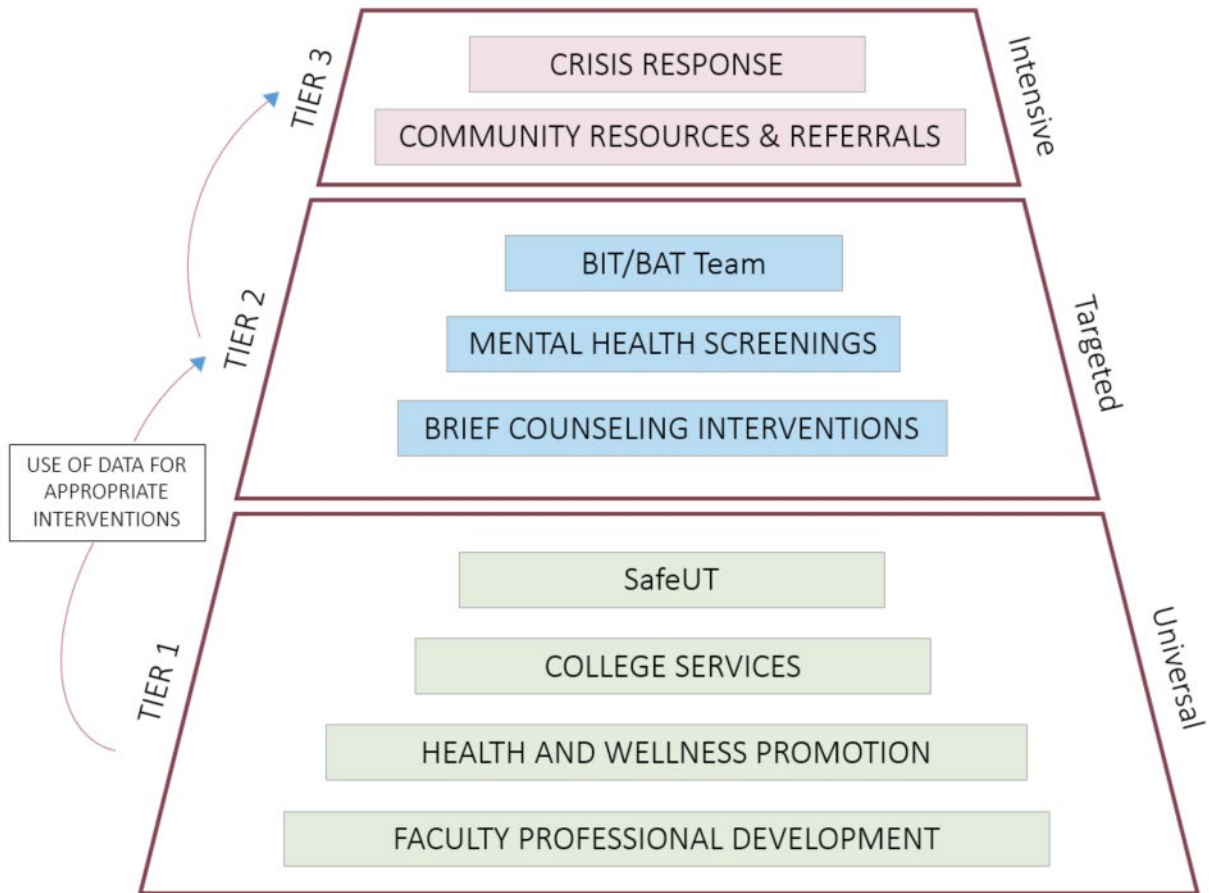 TIER 3
CRISIS RESPONSE
COMMUNITY RESOURCES & REFERRALS
Intensive
TIER 2
BIT/BAT Team
MENTAL HEALTH SCREENINGS
BRIEF COUNSELING INTERVENTIONS
Targeted
USE OF DATA FOR
APPROPRIATE
INTERVENTIONS
TIER 1
SafeUT
COLLEGE SERVICES
HEALTH AND WELLNESS PROMOTION
FACULTY PROFESSIONAL DEVELOPMENT
Universal